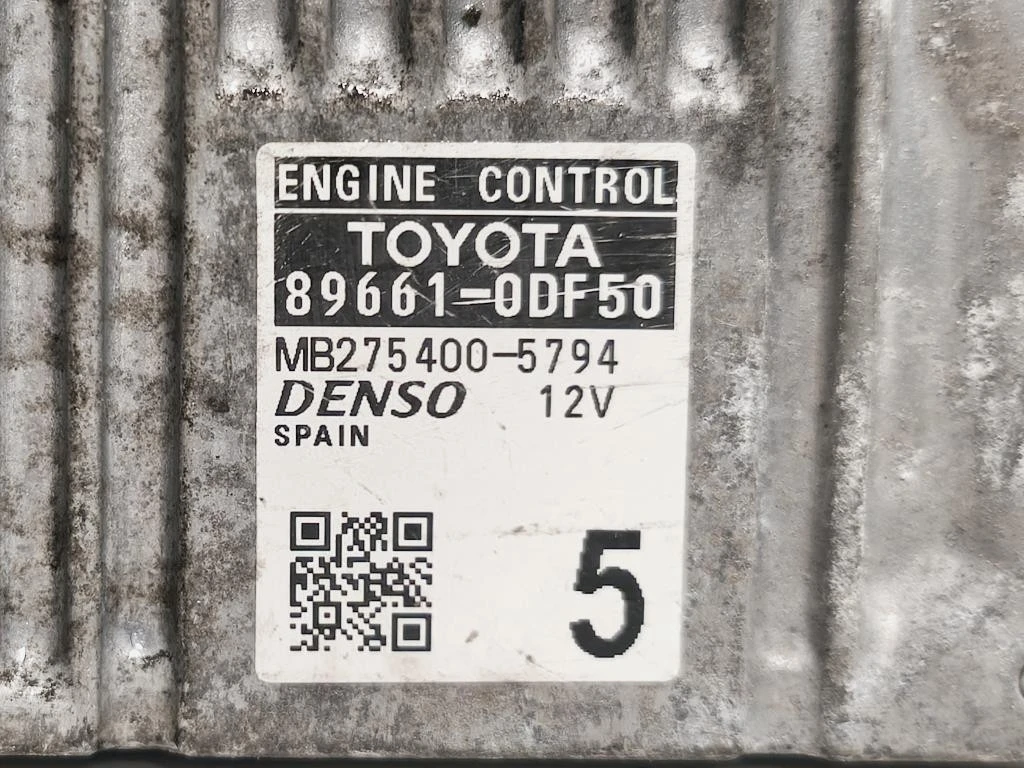 ENGINE CONTROL
TOYOTA
89661-0DF50
MB275400-5794
DENSO 12V
SPAIN
5